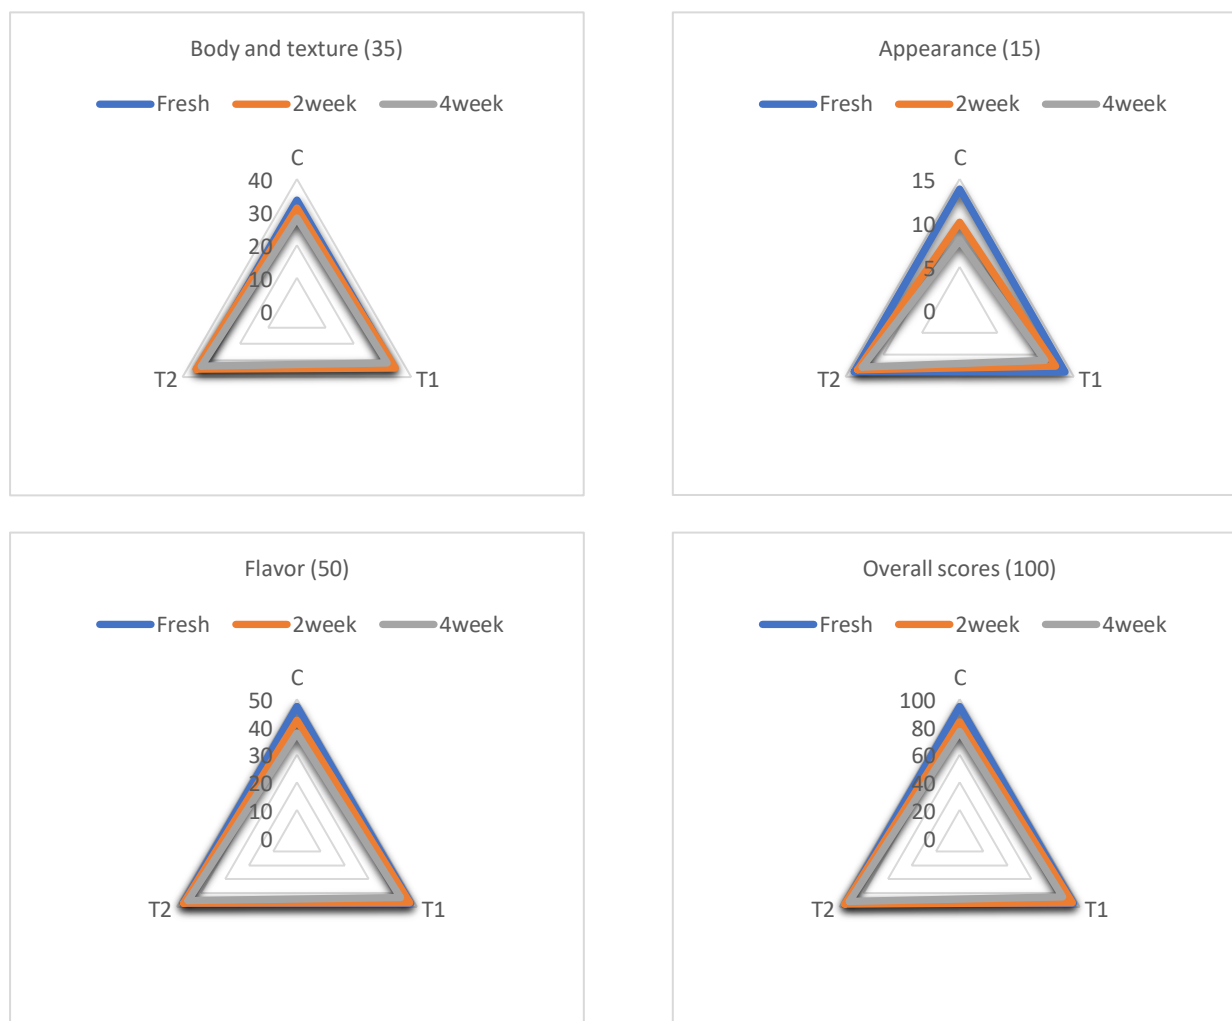 Body and texture (35)
Fresh 2week 4week
C
40
30
20
10
0
T2 T1
Appearance (15)
Fresh 2week 4week
C
15
10
5
0
T2 T1
Flavor (50)
Fresh 2week 4week
C
50
40
30
20
10
0
T2 T1
Overall scores (100)
Fresh 2week 4week
C
100
80
60
40
20
0
T2 T1